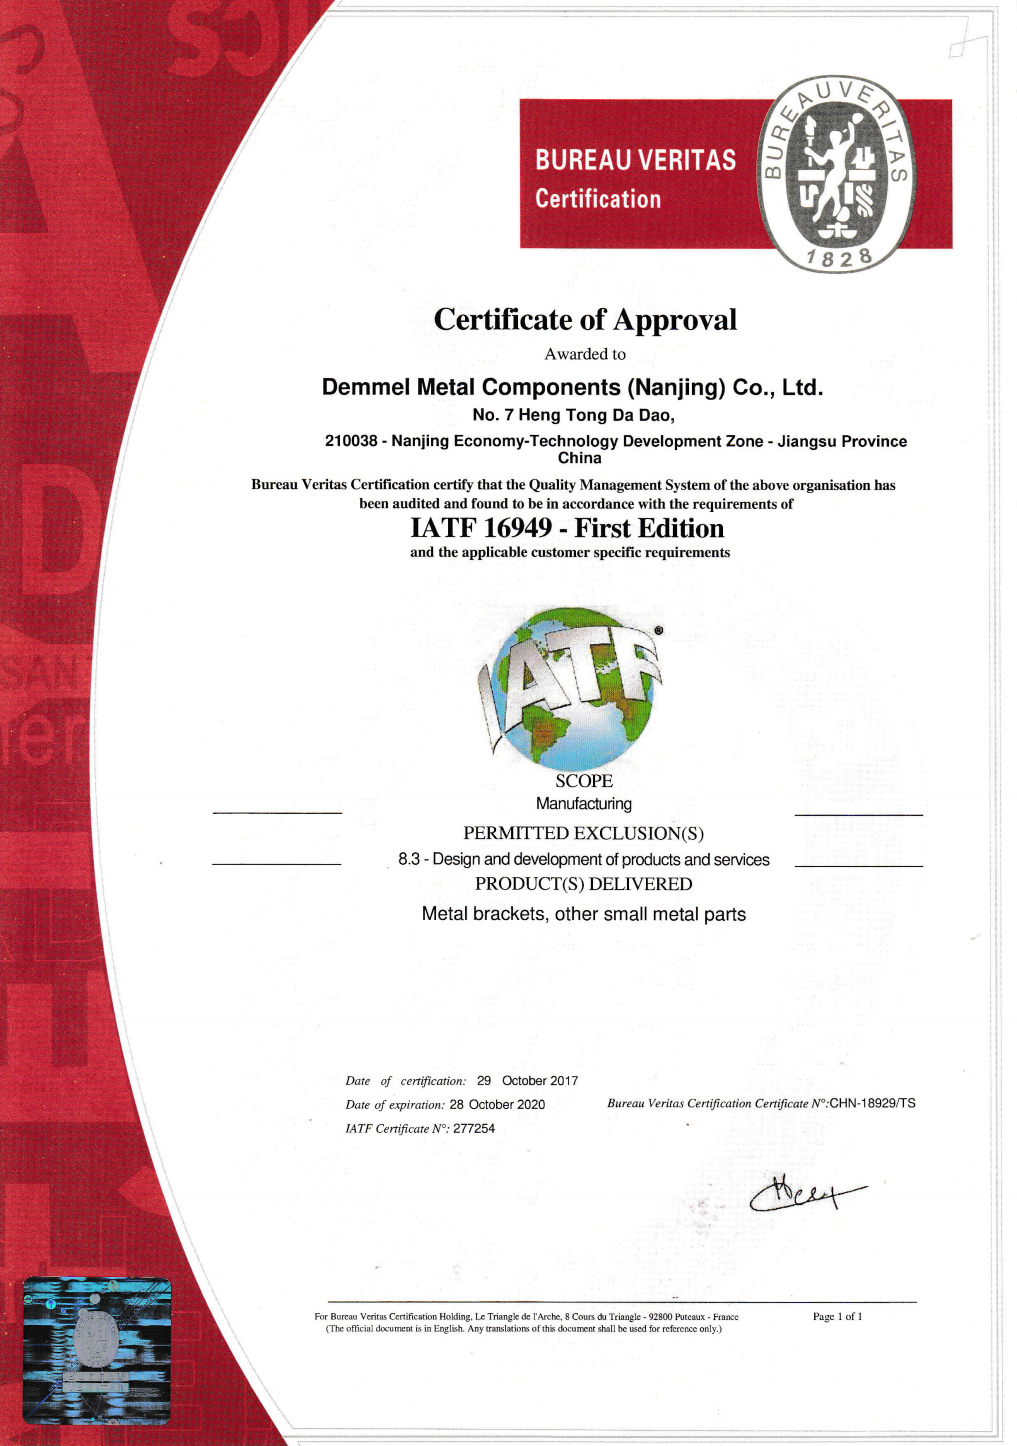 BUREAU VERITAS
Certification
BUREAU VERITAS
1828
Certificate of Approval
Awarded to
Demmel Metal Components (Nanjing) Co., Ltd.
No. 7 Heng Tong Da Dao,
210038 - Nanjing Economy-Technology Development Zone - Jiangsu Province
China
Bureau Veritas Certification certify that the Quality Management System of the above organisation has
been audited and found to be in accordance with the requirements of
IATF 16949 - First Edition
and the applicable customer specific requirements
IATF®
SCOPE
Manufacturing
PERMITTED EXCLUSION(S)
8.3 - Design and development of products and services
PRODUCT(S) DELIVERED
Metal brackets, other small metal parts
Date of certification: 29 October 2017
Date of expiration: 28 October 2020
Bureau Veritas Certification Certificate N°:CHN-18929/TS
IATF Certificate N°: 277254
For Bureau Veritas Certification Holding, Le Triangle de l'Arche, 8 Cours du Triangle - 92800 Puteaux - France
Page 1 of 1
(The official document is in English. Any translations of this document shall be used for reference only.)